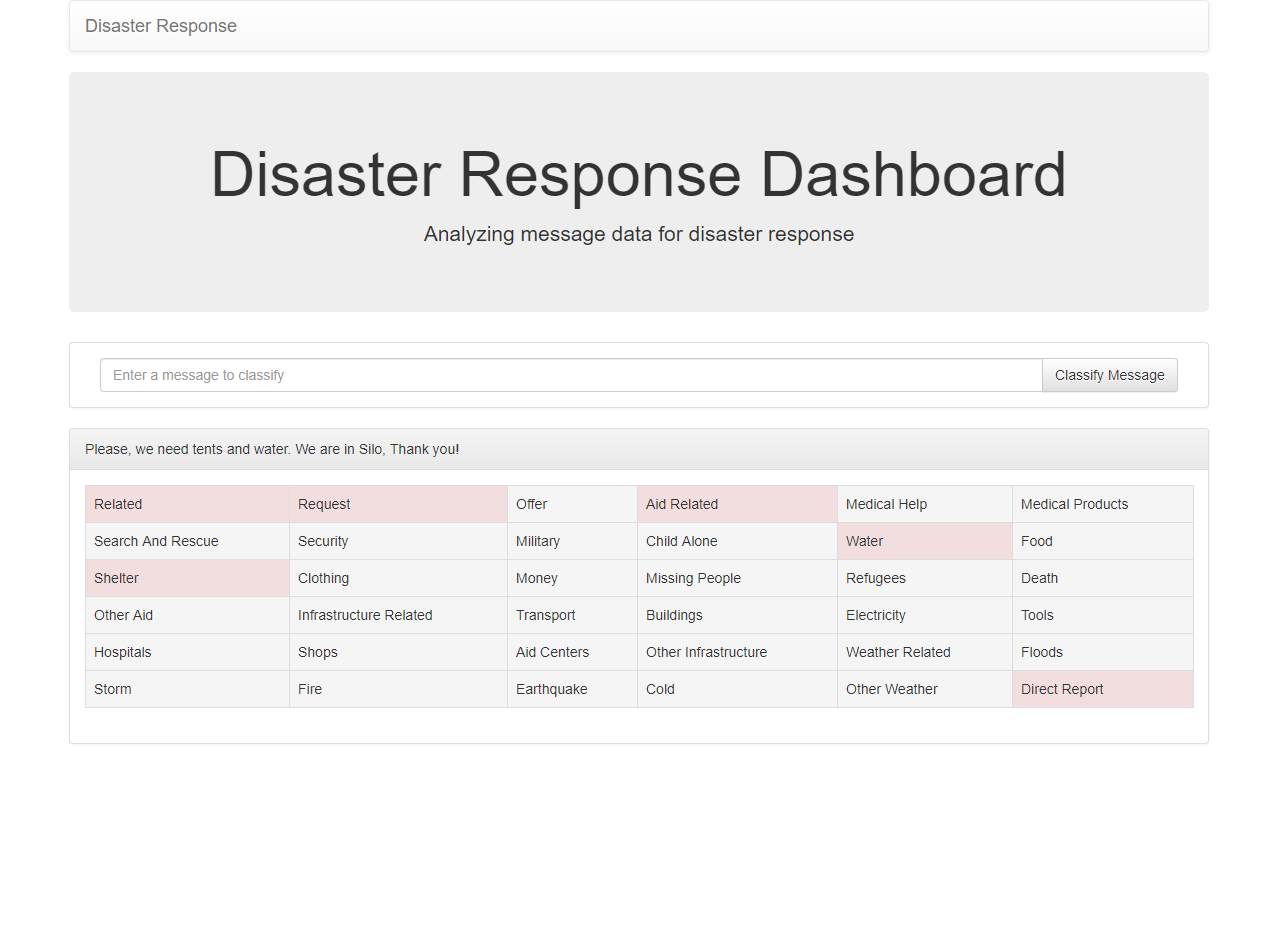 Disaster Response
Disaster Response Dashboard
Analyzing message data for disaster response
Enter a message to classify Classify Message
Please, we need tents and water. We are in Silo, Thank you!
Related Request Offer Aid Related Medical Help Medical Products
Search And Rescue Security Military Child Alone Water Food
Shelter Clothing Money Missing People Refugees Death
Other Aid Infrastructure Related Transport Buildings Electricity Tools
Hospitals Shops Aid Centers Other Infrastructure Weather Related Floods
Storm Fire Earthquake Cold Other Weather Direct Report